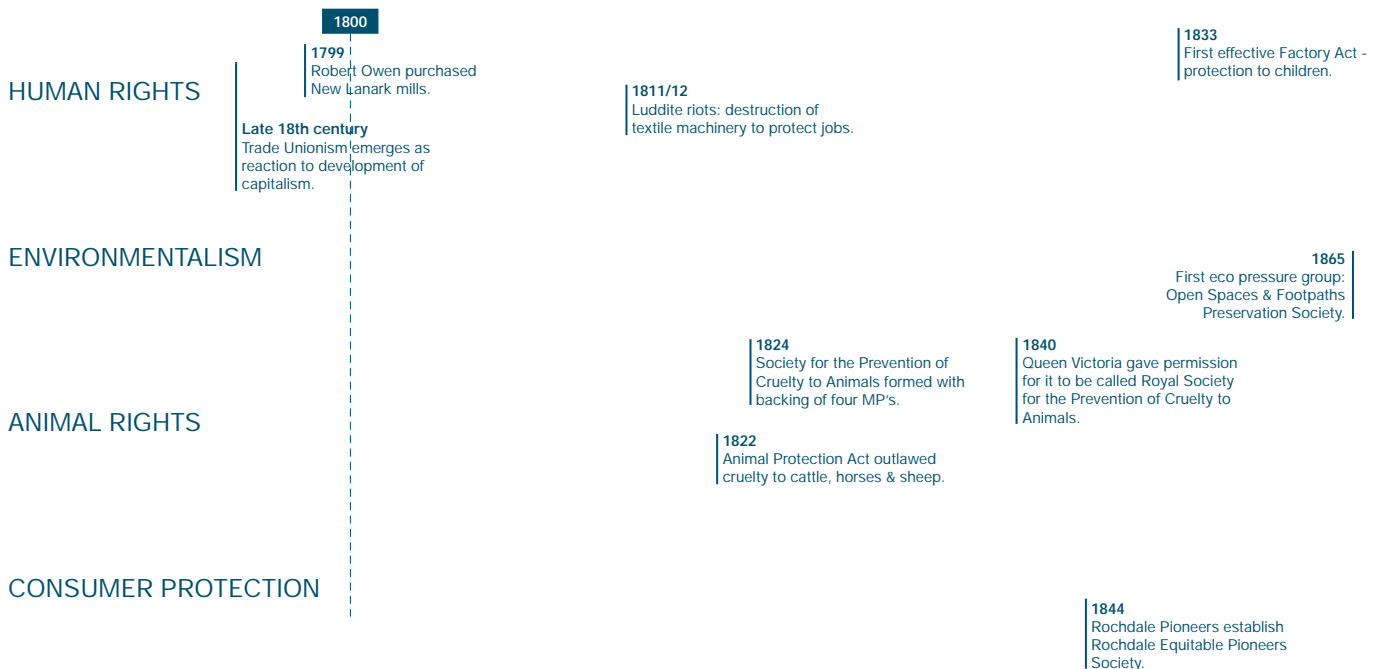 1800
HUMAN RIGHTS
1799
Robert Owen purchased
New Lanark mills.
Late 18th century
Trade Unionism emerges as
reaction to development of
capitalism.
1811/12
Luddite riots: destruction of
textile machinery to protect jobs.
1833
First effective Factory Act -
protection to children.
ENVIRONMENTALISM
1865
First eco pressure group:
Open Spaces & Footpaths
Preservation Society.
ANIMAL RIGHTS
1824
Society for the Prevention of
Cruelty to Animals formed with
backing of four MP's.
1822
Animal Protection Act outlawed
cruelty to cattle, horses & sheep.
1840
Queen Victoria gave permission
for it to be called Royal Society
for the Prevention of Cruelty to
Animals.
CONSUMER PROTECTION
1844
Rochdale Pioneers establish
Rochdale Equitable Pioneers
Society.